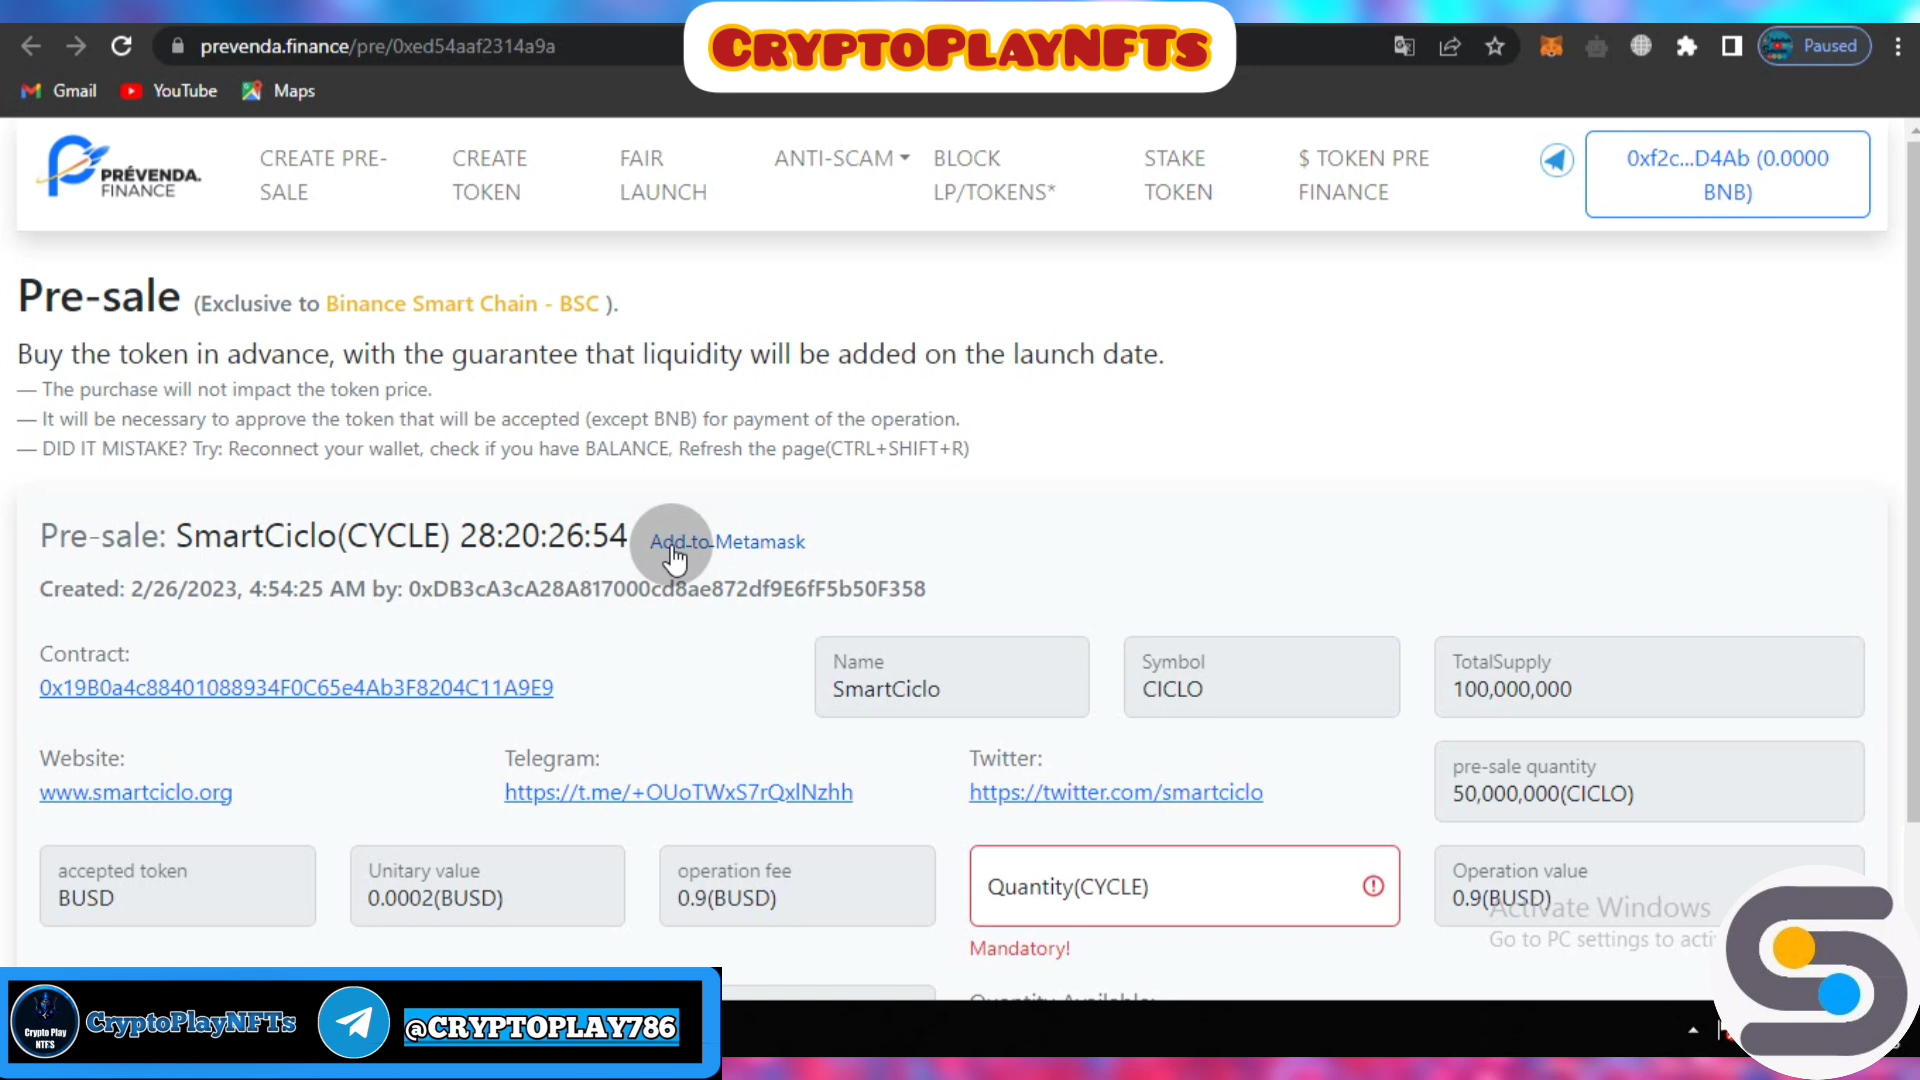 CRYPTOPLAYNFTS
prevenda.finance/pre/0xed54aaf2314a9a
Paused
Gmail
YouTube
Maps
PRÉVENDA.
FINANCE
CREATE PRE-
SALE
CREATE
TOKEN
FAIR
LAUNCH
ANTI-SCAM
BLOCK
LP/TOKENS*
STAKE
TOKEN
$ TOKEN PRE
FINANCE
0xf2c...D4Ab (0.0000
BNB)
Pre-sale (Exclusive to Binance Smart Chain - BSC ).
Buy the token in advance, with the guarantee that liquidity will be added on the launch date.
— The purchase will not impact the token price.
— It will be necessary to approve the token that will be accepted (except BNB) for payment of the operation.
— DID IT MISTAKE? Try: Reconnect your wallet, check if you have BALANCE, Refresh the page(CTRL+SHIFT+R)
Pre-sale: SmartCiclo(CYCLE) 28:20:26:54 Add to Metamask
Created: 2/26/2023, 4:54:25 AM by: 0xDB3cA3cA28A817000cd8ae872df9E6fF5b50F358
Contract:
0x19B0a4c88401088934F0C65e4Ab3F8204C11A9E9
Name
SmartCiclo
Symbol
CICLO
TotalSupply
100,000,000
Website:
www.smartciclo.org
Telegram:
https://t.me/+OUoTWxS7rQxlNzhh
Twitter:
https://twitter.com/smartciclo
pre-sale quantity
50,000,000(CICLO)
accepted token
BUSD
Unitary value
0.0002(BUSD)
operation fee
0.9(BUSD)
Quantity(CYCLE)
Mandatory!
Operation value
0.9(BUSD)
Activate Windows
Go to PC settings to acti
Quantity Available:
Crypto Play
NTFS
CryptoPlayNFTs
@CRYPTOPLAY786